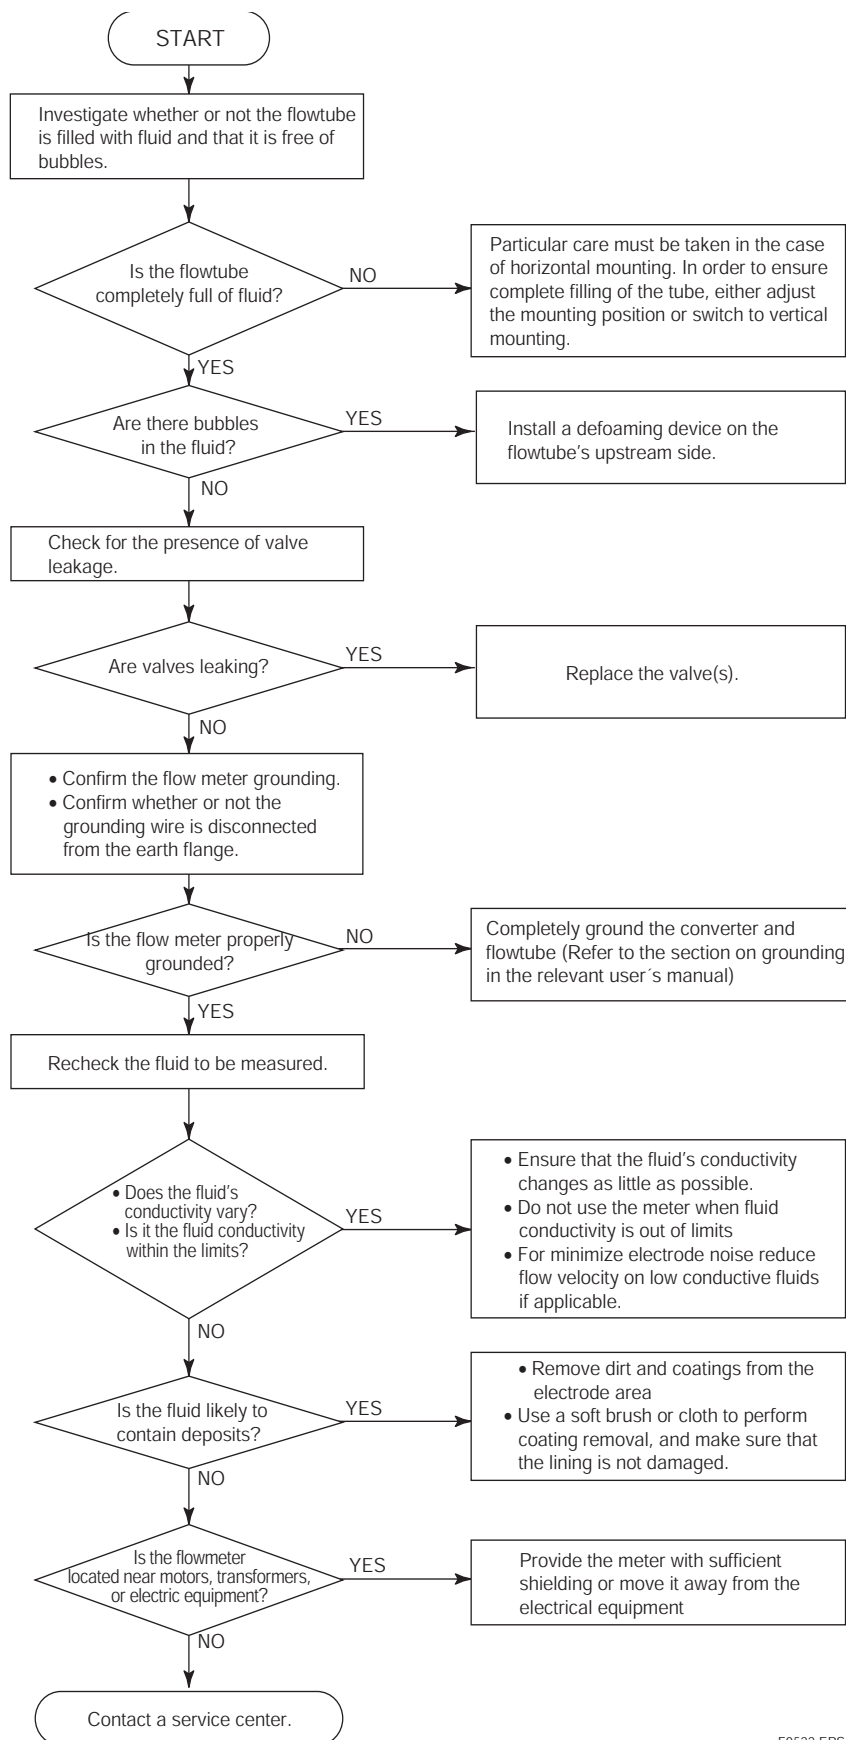 START
Investigate whether or not the flowtube
is filled with fluid and that it is free of
bubbles.
Is the flowtube
completely full of fluid?
NO
Particular care must be taken in the case
of horizontal mounting. In order to ensure
complete filling of the tube, either adjust
the mounting position or switch to vertical
mounting.
YES
Are there bubbles
in the fluid?
YES
Install a defoaming device on the
flowtube's upstream side.
NO
Check for the presence of valve
leakage.
Are valves leaking?
YES
Replace the valve(s).
NO
• Confirm the flow meter grounding.
• Confirm whether or not the
grounding wire is disconnected
from the earth flange.
Is the flow meter properly
grounded?
NO
Completely ground the converter and
flowtube (Refer to the section on grounding
in the relevant user´s manual)
YES
Recheck the fluid to be measured.
• Does the fluid's
conductivity vary?
• Is it the fluid conductivity
within the limits?
YES
• Ensure that the fluid's conductivity
changes as little as possible.
• Do not use the meter when fluid
conductivity is out of limits
• For minimize electrode noise reduce
flow velocity on low conductive fluids
if applicable.
NO
Is the fluid likely to
contain deposits?
YES
• Remove dirt and coatings from the
electrode area
• Use a soft brush or cloth to perform
coating removal, and make sure that
the lining is not damaged.
NO
Is the flowmeter
located near motors, transformers,
or electric equipment?
YES
Provide the meter with sufficient
shielding or move it away from the
electrical equipment
NO
Contact a service center.